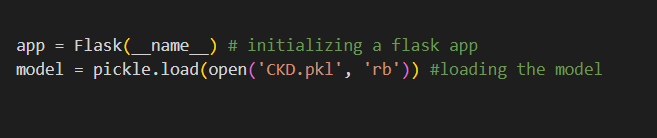 app = Flask(__name__) # initializing a flask app
model = pickle.load(open('CKD.pkl', 'rb')) #loading the model